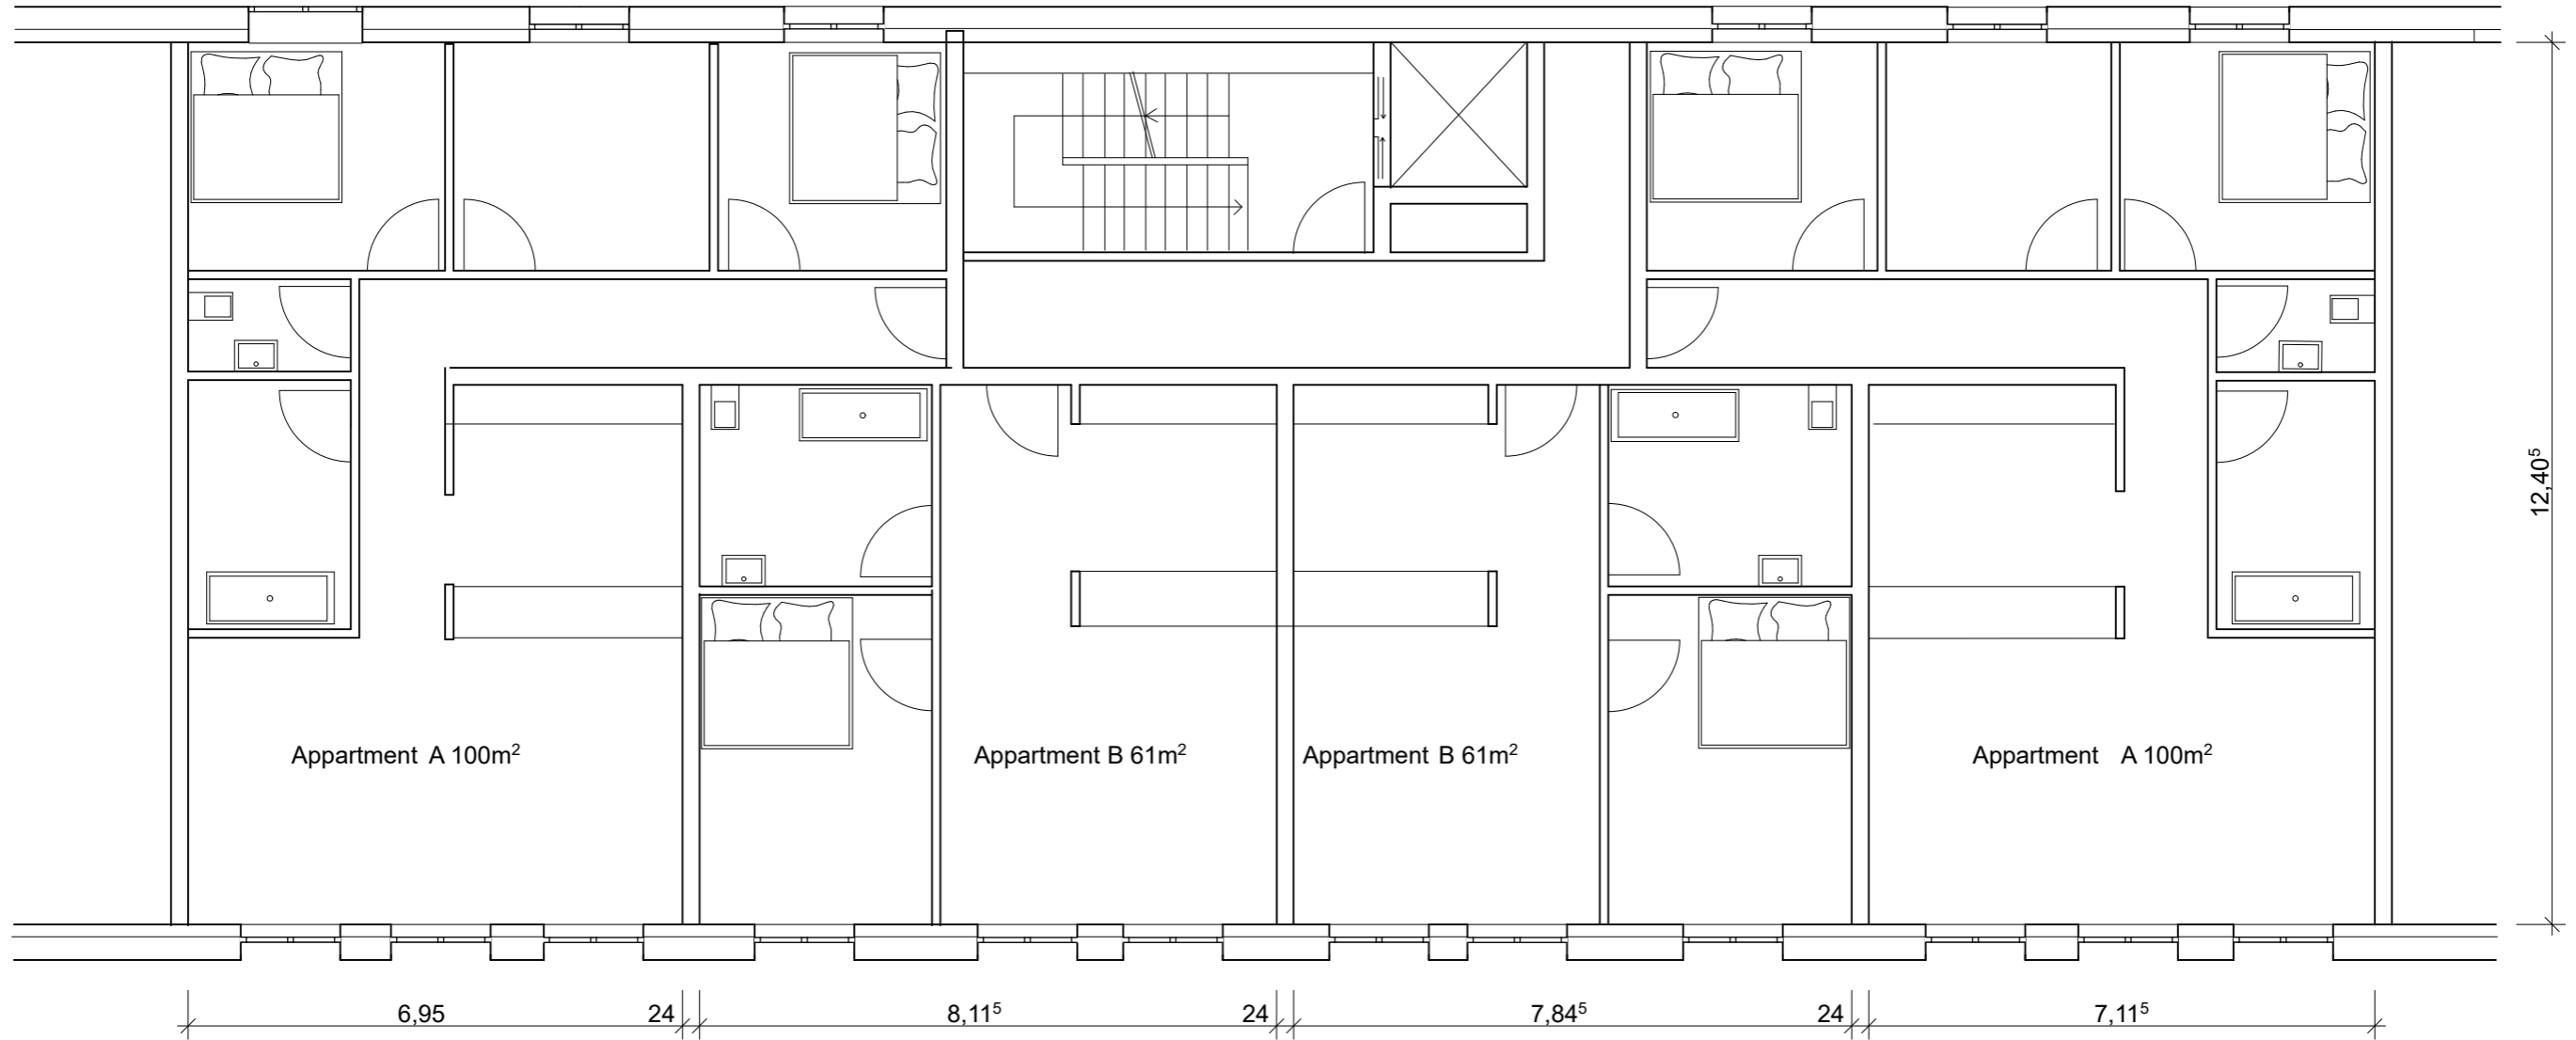 12,40⁵
Appartment A 100m²
Appartment B 61m²
Appartment B 61m²
Appartment A 100m²
6,95
24
8,11⁵
24
7,84⁵
24
7,11⁵